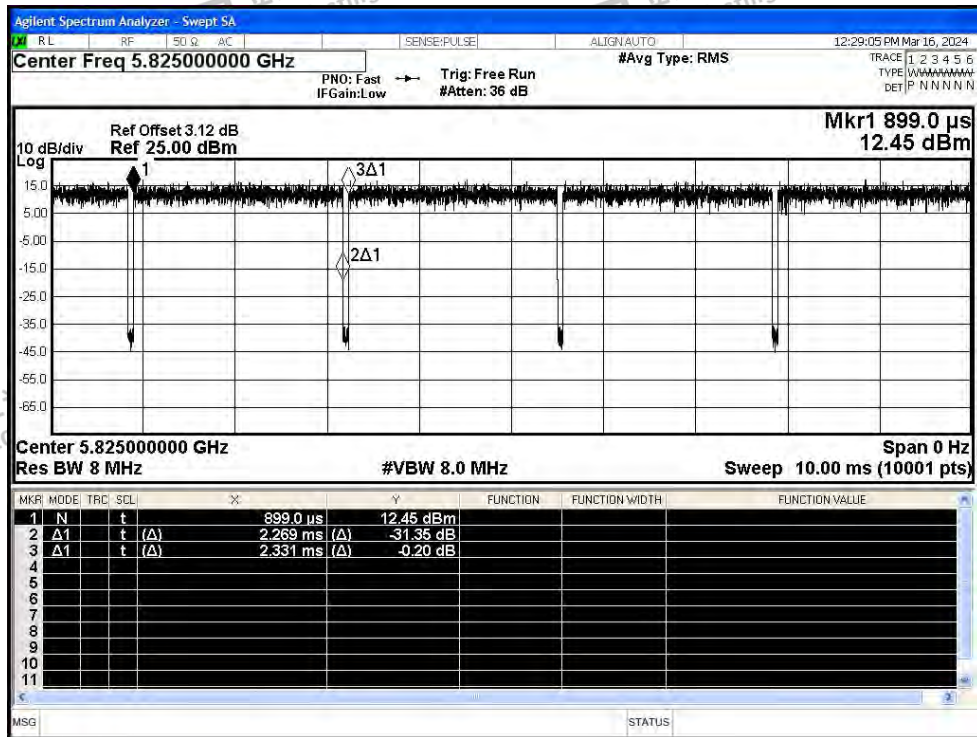 Agilent Spectrum Analyzer - Swept SA
LXI RL RF 50 Ω AC SENSE:PULSE ALIGN AUTO 12:29:05 PM Mar 16, 2024
Center Freq 5.825000000 GHz #Avg Type: RMS TRACE 1 2 3 4 5 6
PNO: Fast Trig: Free Run TYPE
IFGain:Low #Atten: 36 dB DET P N N N N N
Mkr1 899.0 µs
12.45 dBm
Ref Offset 3.12 dB
10 dB/div Ref 25.00 dBm
Log
1
3Δ1
15.0
5.00
-5.00
2Δ1
-15.0
-25.0
-35.0
-45.0
-55.0
-65.0
Center 5.825000000 GHz Span 0 Hz
Res BW 8 MHz #VBW 8.0 MHz Sweep 10.00 ms (10001 pts)
MKR MODE TRC SCL X Y FUNCTION FUNCTION WIDTH FUNCTION VALUE
1 N t 899.0 µs 12.45 dBm
2 Δ1 t (Δ) 2.269 ms (Δ) -31.35 dB
3 Δ1 t (Δ) 2.331 ms (Δ) -0.20 dB
4
5
6
7
8
9
10
11
MSG STATUS